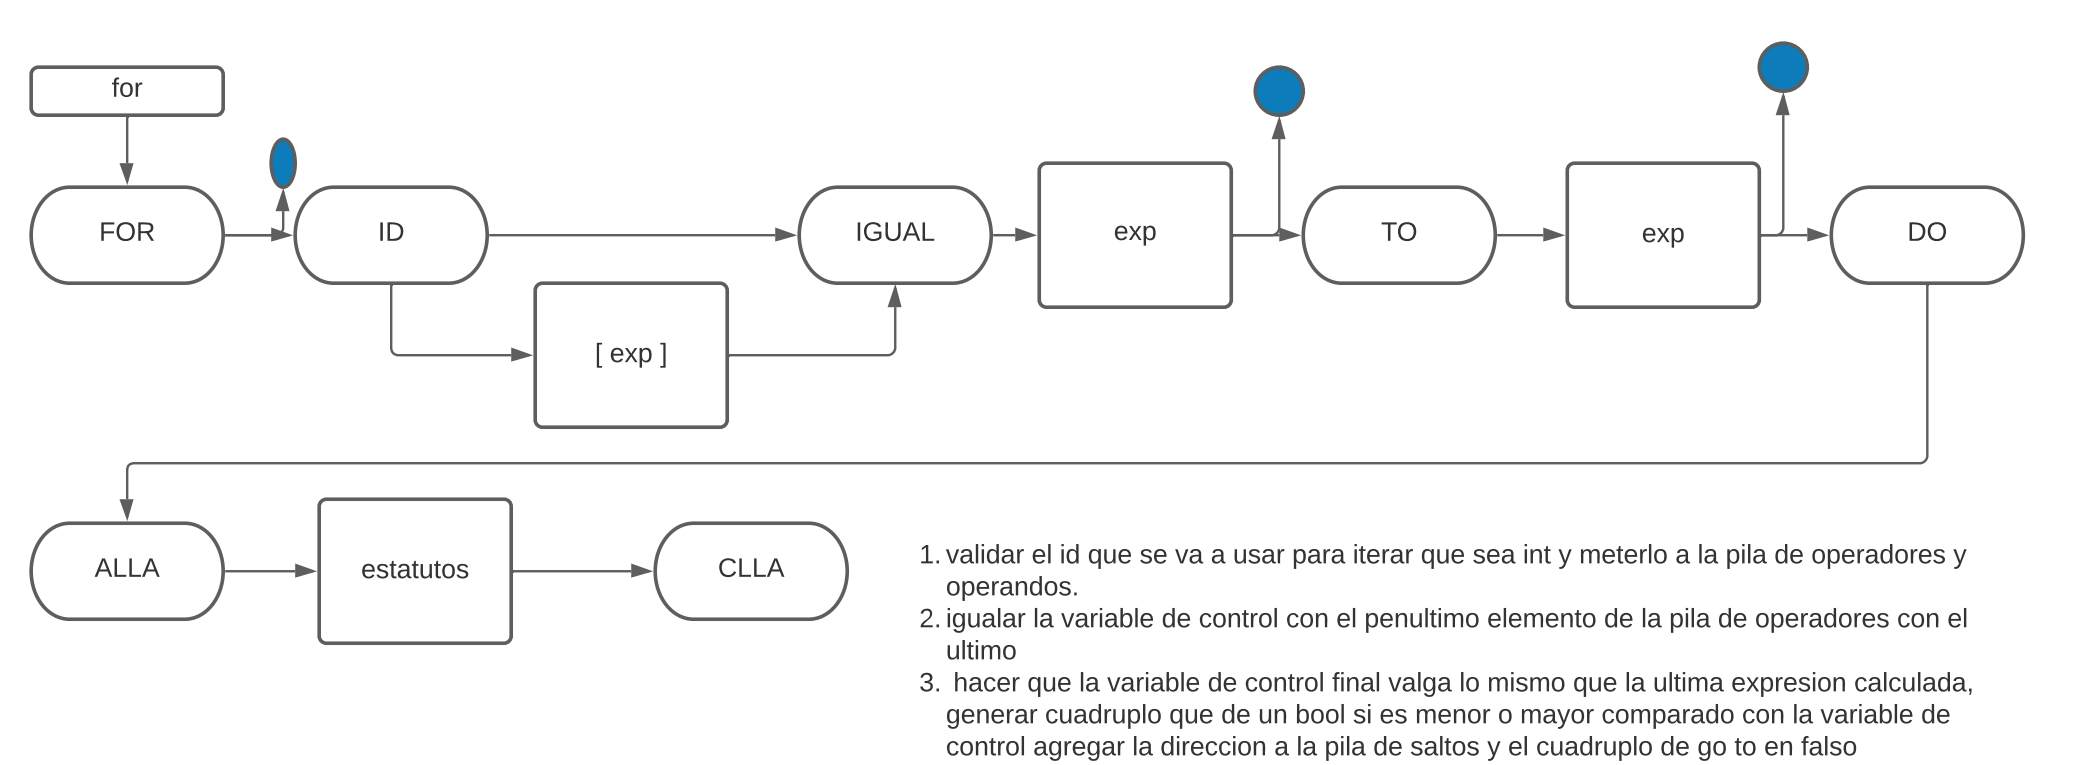 for
FOR
ID
IGUAL
exp
TO
exp
DO
[ exp ]
ALLA
estatutos
CLLA
1. validar el id que se va a usar para iterar que sea int y meterlo a la pila de operadores y
operandos.
2. igualar la variable de control con el penultimo elemento de la pila de operadores con el
ultimo
3. hacer que la variable de control final valga lo mismo que la ultima expresion calculada,
generar cuadruplo que de un bool si es menor o mayor comparado con la variable de
control agregar la direccion a la pila de saltos y el cuadruplo de go to en falso